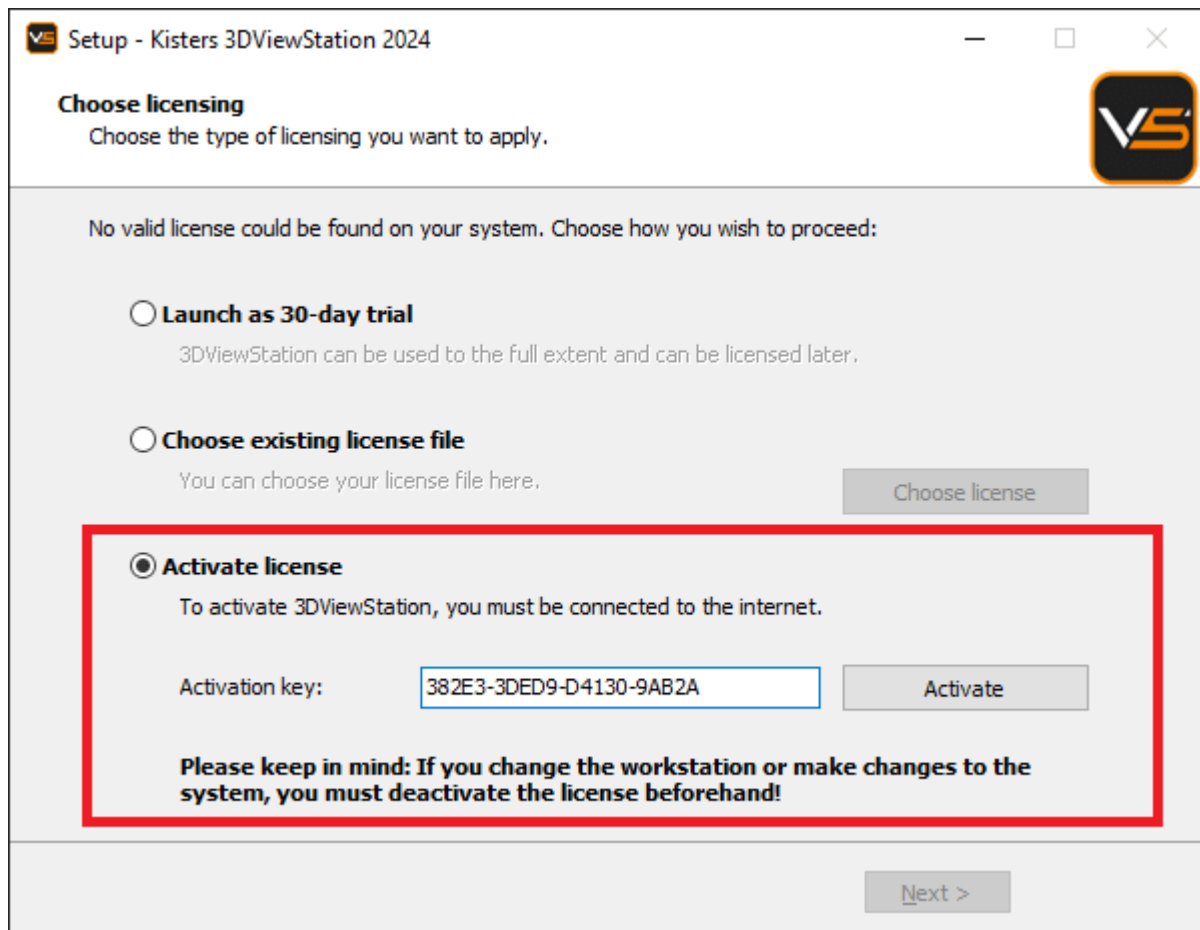 VS Setup - Kisters 3DViewStation 2024
Choose licensing
Choose the type of licensing you want to apply.
VS
No valid license could be found on your system. Choose how you wish to proceed:
Launch as 30-day trial
3DViewStation can be used to the full extent and can be licensed later.
Choose existing license file
You can choose your license file here.
Choose license
Activate license
To activate 3DViewStation, you must be connected to the internet.
Activation key: 382E3-3DED9-D4130-9AB2A Activate
Please keep in mind: If you change the workstation or make changes to the
system, you must deactivate the license beforehand!
Next >